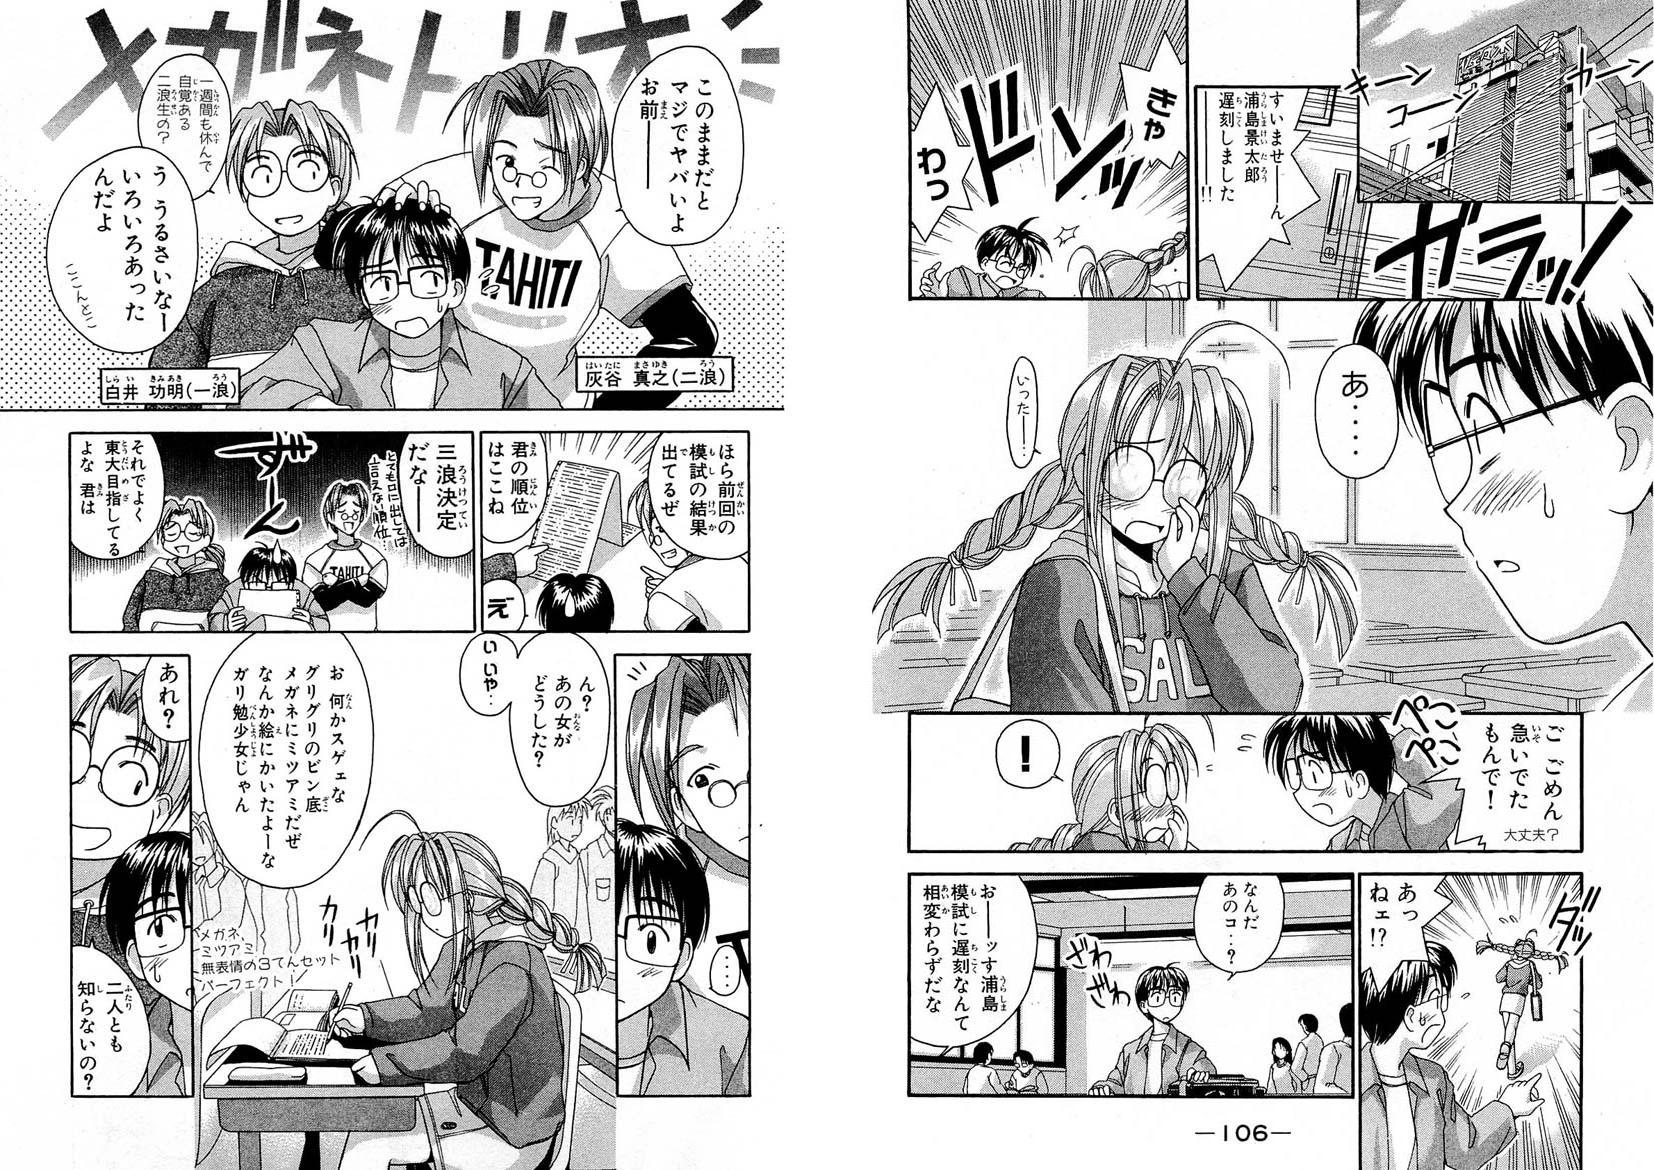 キーン
コーン
カーン
すいませーーん
浦島景太郎
遅刻しました
ーー!!
ガラッ!
きゃ
ドンッ
わっ
あ‥‥
いったーー!
ご ごめん
急いでた
もんで!
大丈夫?
ぺこ
ぺこ
!
ダッ
あっ
ねェ!?
なんだ
あのコ‥?
ざわ
ざわ
おーーッす 浦島
模試に遅刻なんて
相変わらずだな
―106―
SAL
メガネトリオ
このままだと
マジでヤバいよ
お前ーー
一週間も休んで
自覚ある
二浪生の?
う うるさいなー
いろいろあった
んだよ
ここんとこ
TAHITI
灰谷 真之(二浪)
白井 功明(一浪)
ほら前回の
模試の結果
出てるぜ
君の順位
はここね
え
三浪決定
だなーー
とても口に出しては
言えない順位‥
ずーん
TAHITI
それでよく
東大目指してる
よな 君は
いいや‥
ん?
あの女が
どうした?
‥‥
お 何かスゲェな
グリグリのビン底
メガネにミツアミだぜ
なんか絵にかいたよーな
ガリ勉少女じゃん
カリ
カリ
メガネ、
ミツアミ
無表情の3てんセット
パーフェクト!
あれ?
二人とも
知らないの?